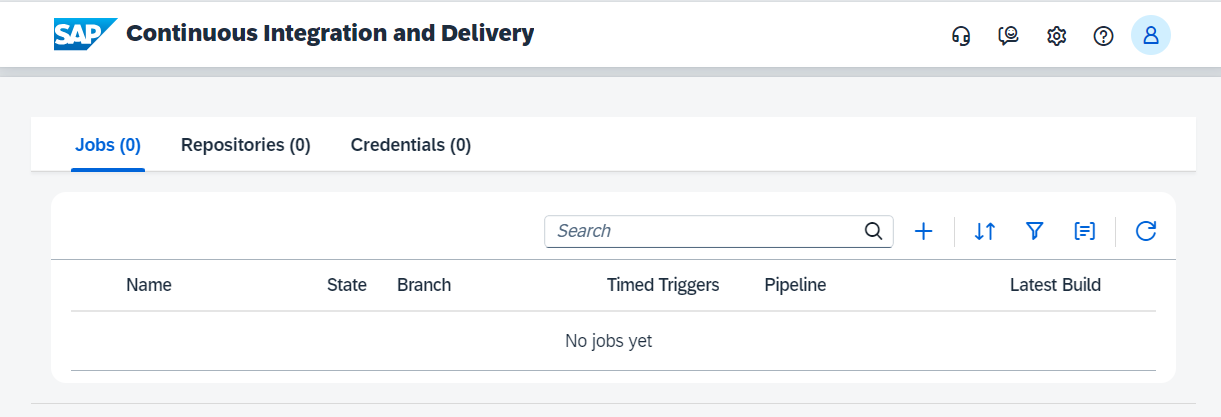 SAP Continuous Integration and Delivery
Jobs (0) Repositories (0) Credentials (0)
Search
Name State Branch Timed Triggers Pipeline Latest Build
No jobs yet